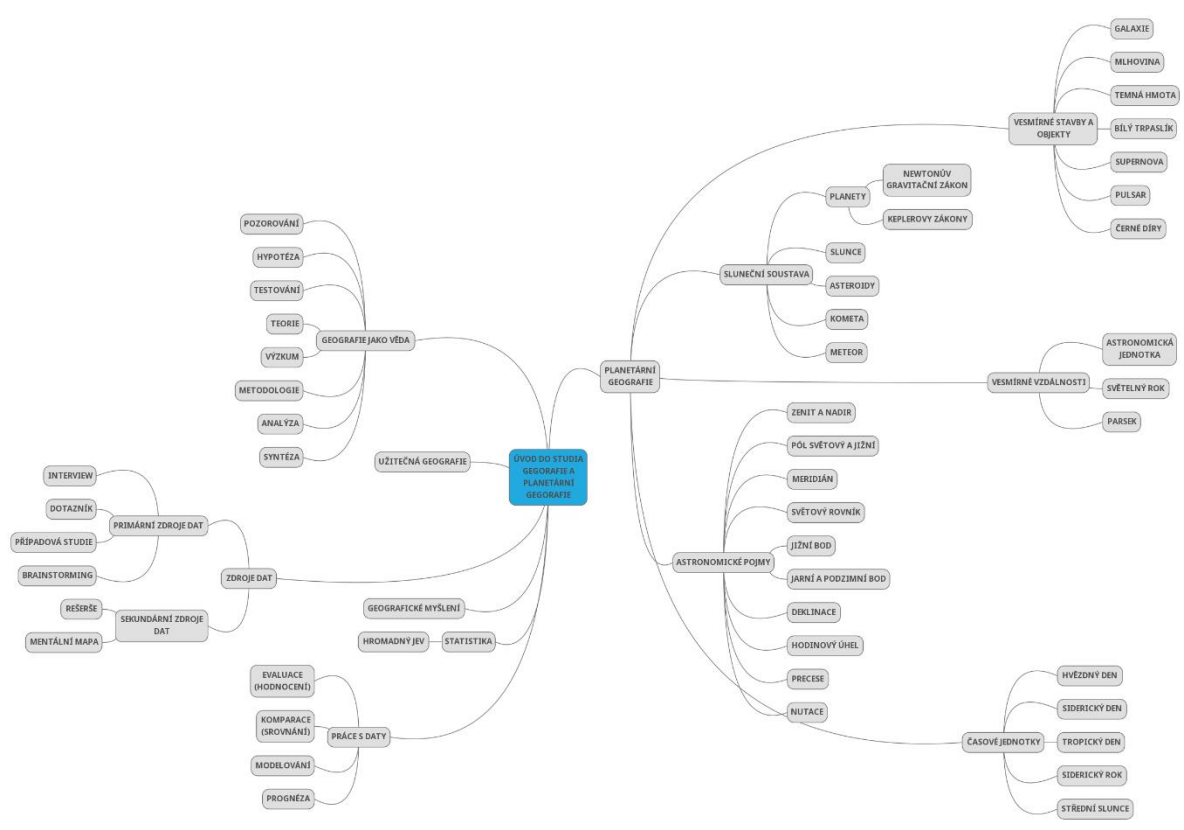 GALAXIE
MLHOVINA
TEMNÁ HMOTA
VESMÍRNÉ STAVBY A
OBJEKTY
BÍLÝ TRPASLÍK
SUPERNOVA
PULSAR
ČERNÉ DÍRY
NEWTONŮV
GRAVITAČNÍ ZÁKON
PLANETY
KEPLEROVY ZÁKONY
SLUNCE
SLUNEČNÍ SOUSTAVA
ASTEROIDY
KOMETA
METEOR
PLANETÁRNÍ
GEOGRAFIE
ASTRONOMICKÁ
JEDNOTKA
VESMÍRNÉ VZDÁLNOSTI
SVĚTELNÝ ROK
PARSEK
ZENIT A NADIR
PÓL SVĚTOVÝ A JIŽNÍ
MERIDIÁN
SVĚTOVÝ ROVNÍK
JIŽNÍ BOD
ASTRONOMICKÉ POJMY
JARNÍ A PODZIMNÍ BOD
DEKLINACE
HODINOVÝ ÚHEL
PRECESE
NUTACE
HVĚZDNÝ DEN
SIDERICKÝ DEN
ČASOVÉ JEDNOTKY
TROPICKÝ DEN
SIDERICKÝ ROK
STŘEDNÍ SLUNCE
ÚVOD DO STUDIA
GEGORAFIE A
PLANETÁRNÍ
GEGORAFIE
POZOROVÁNÍ
HYPOTÉZA
TESTOVÁNÍ
TEORIE
GEOGRAFIE JAKO VĚDA
VÝZKUM
METODOLOGIE
ANALÝZA
SYNTÉZA
UŽITEČNÁ GEOGRAFIE
INTERVIEW
DOTAZNÍK
PRIMÁRNÍ ZDROJE DAT
PŘÍPADOVÁ STUDIE
BRAINSTORMING
ZDROJE DAT
REŠERŠE
SEKUNDÁRNÍ ZDROJE
DAT
MENTÁLNÍ MAPA
GEOGRAFICKÉ MYŠLENÍ
HROMADNÝ JEV
STATISTIKA
EVALUACE
(HODNOCENÍ)
KOMPARACE
(SROVNÁNÍ)
PRÁCE S DATY
MODELOVÁNÍ
PROGNÉZA